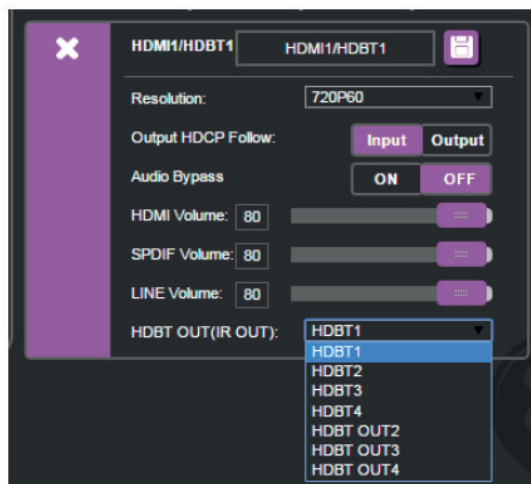 HDMI1/HDBT1 HDMI1/HDBT1
Resolution: 720P60
Output HDCP Follow: Input Output
Audio Bypass ON OFF
HDMI Volume: 80
SPDIF Volume: 80
LINE Volume: 80
HDBT OUT(IR OUT): HDBT1
HDBT1
HDBT2
HDBT3
HDBT4
HDBT OUT2
HDBT OUT3
HDBT OUT4